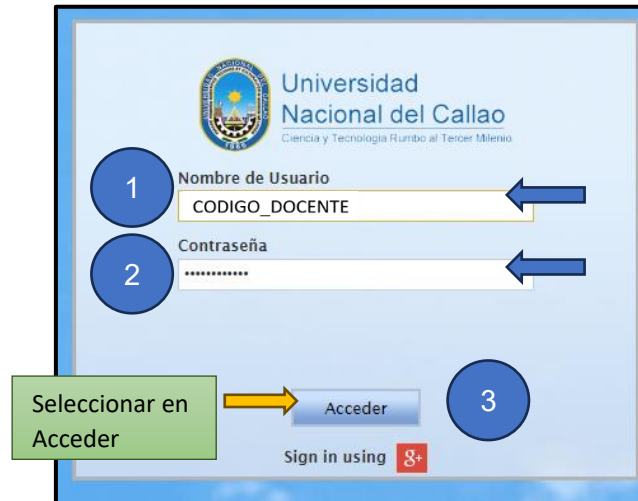 Universidad
Nacional del Callao
Ciencia y Tecnología Rumbo al Tercer Milenio
1
Nombre de Usuario
CODIGO_DOCENTE
Contraseña
2
••••••••••••
Seleccionar en
Acceder
Acceder
3
Sign in using g+